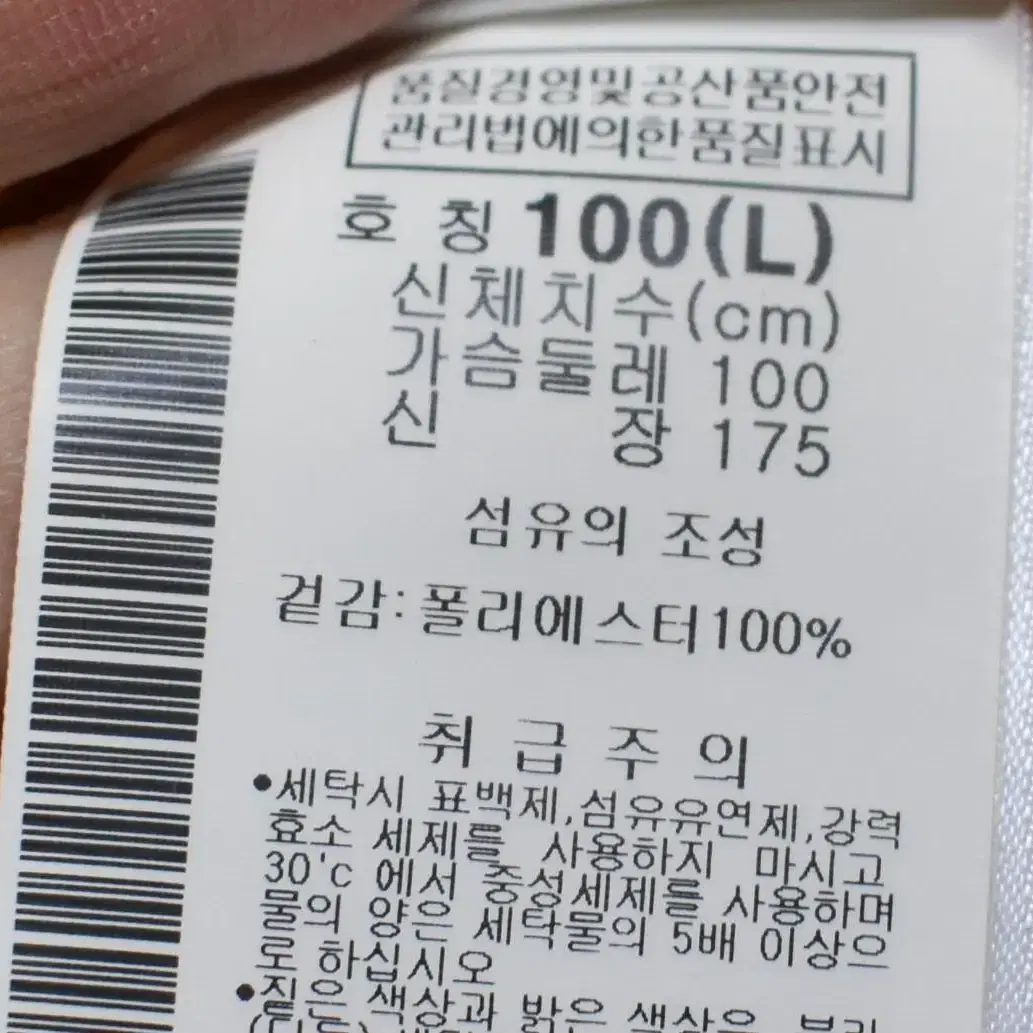 품질경영및공산품안전
관리법에의한품질표시
호 칭 100(L)
신체치수(cm)
가슴둘레 100
신 장 175
섬유의 조성
겉감:폴리에스터100%
취 급 주 의
•세탁시 표백제,섬유유연제,강력
효소 세제를 사용하지 마시고
30'c 에서 중성세제를 사용하며
물의 양은 세탁물의 5배 이상으
로 하십시오
•짙은 색상과 밝은 색상은 분리